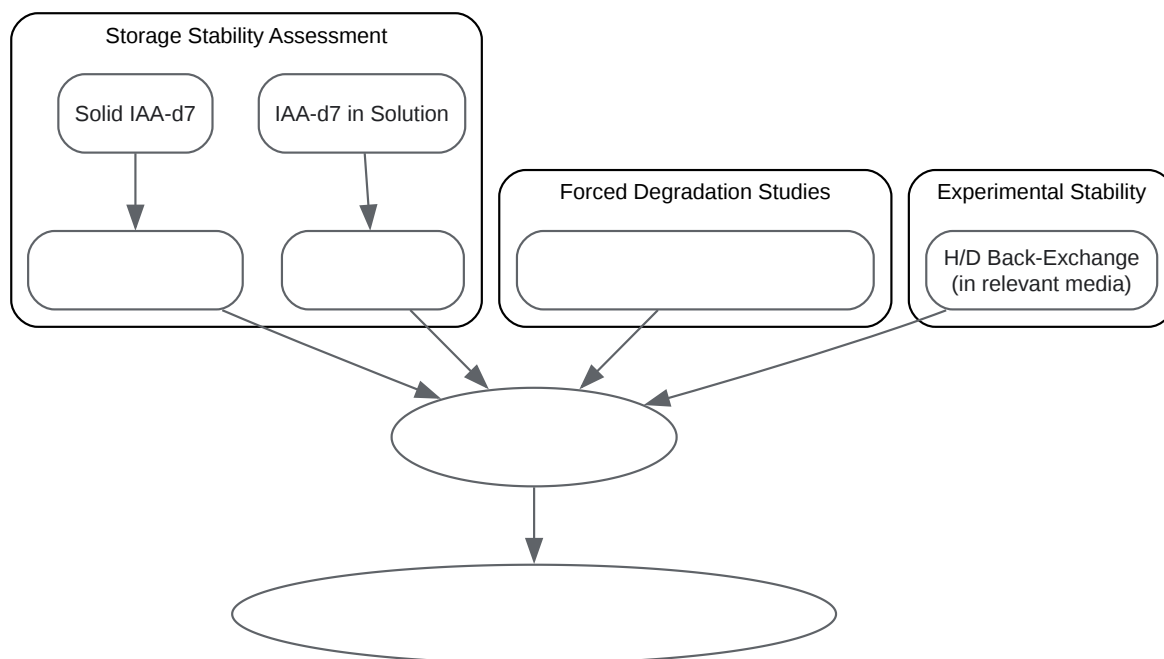 Storage Stability Assessment
Solid IAA-d7
IAA-d7 in Solution
Forced Degradation Studies
Experimental Stability
H/D Back-Exchange
(in relevant media)